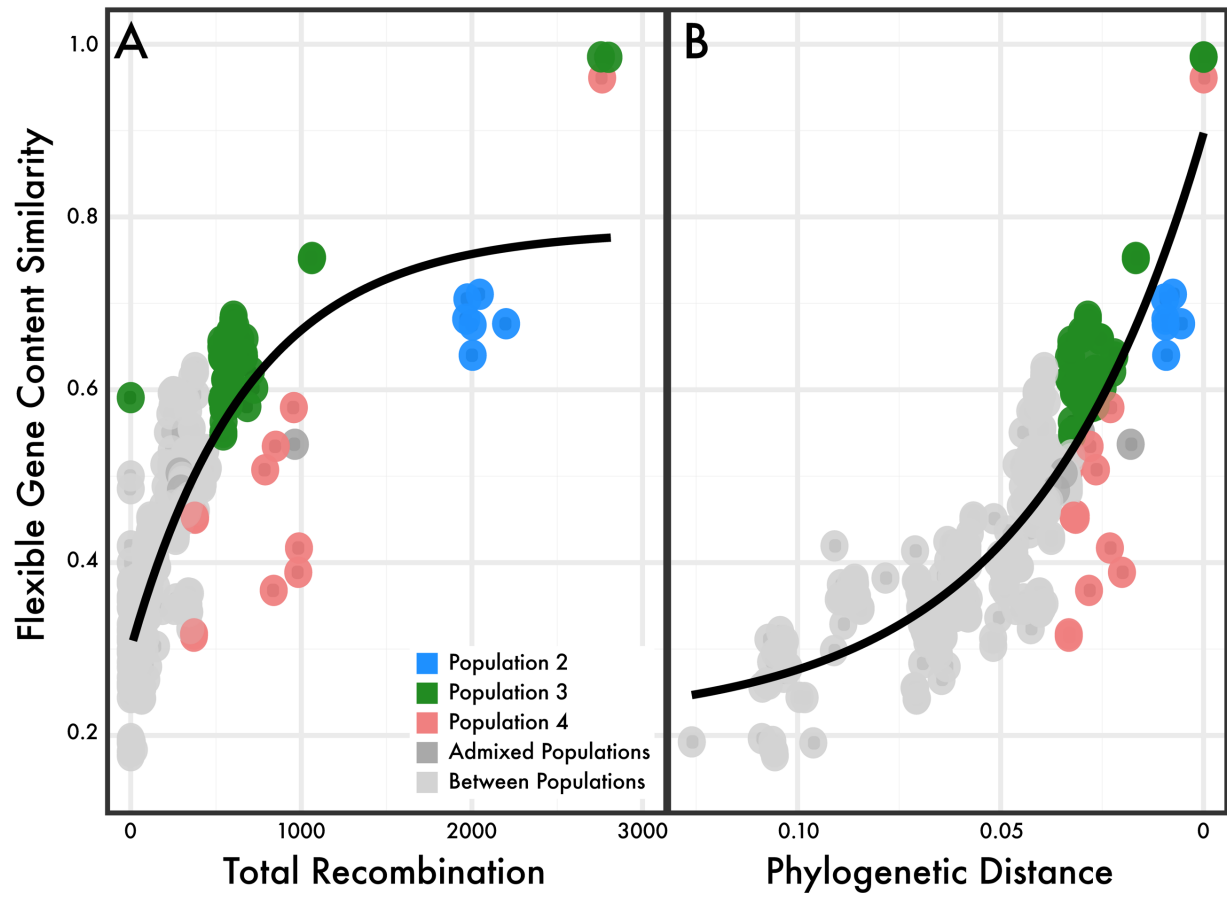 A
B
Flexible Gene Content Similarity
1.0
0.8
0.6
0.4
0.2
Population 2
Population 3
Population 4
Admixed Populations
Between Populations
0 1000 2000 3000
0.10 0.05 0
Total Recombination
Phylogenetic Distance